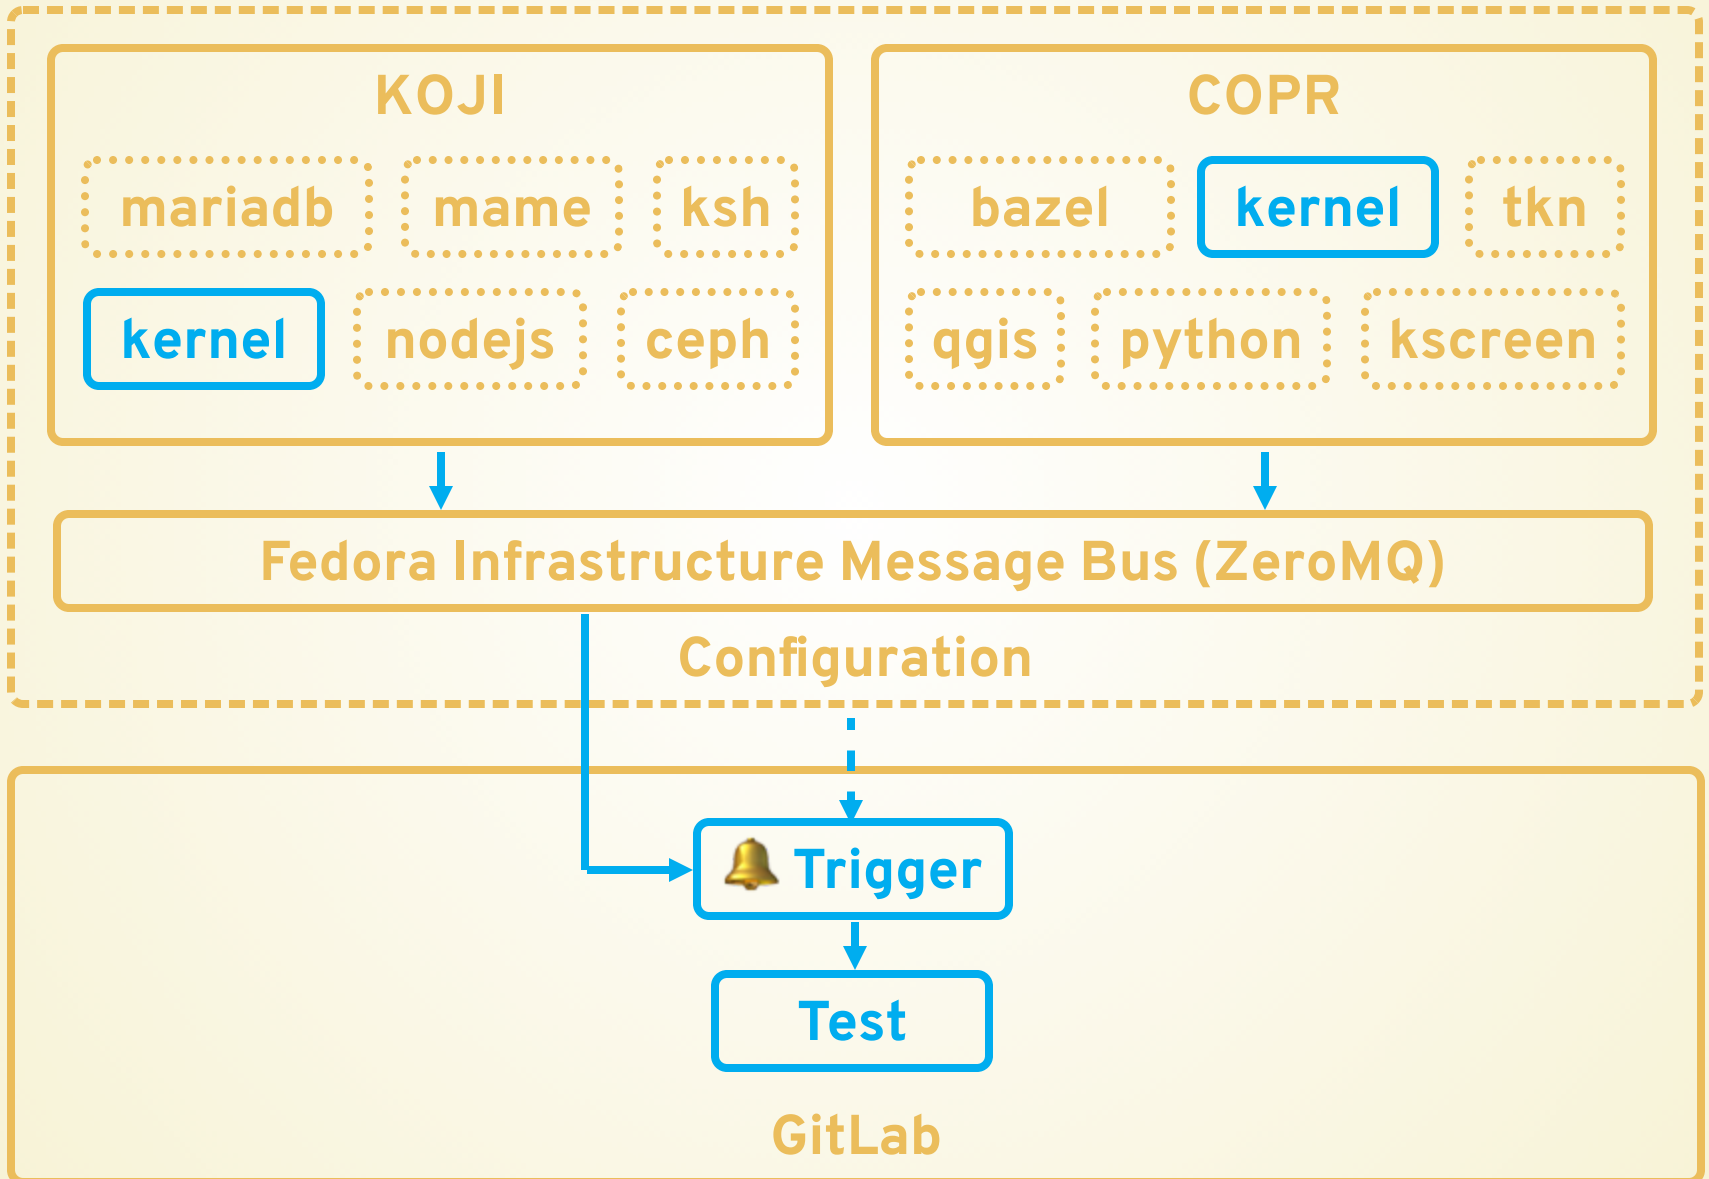 KOJI
mariadb mame ksh
kernel nodejs ceph
COPR
bazel kernel tkn
qgis python kscreen
Fedora Infrastructure Message Bus (ZeroMQ)
Configuration
Trigger
Test
GitLab